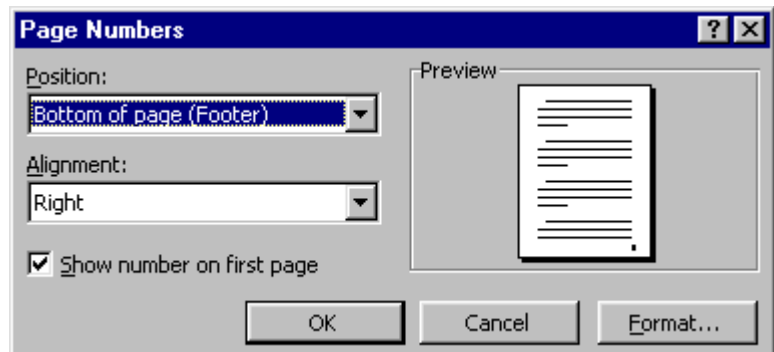 Page Numbers
Position:
Bottom of page (Footer)
Alignment:
Right
Show number on first page
Preview
OK
Cancel
Format...